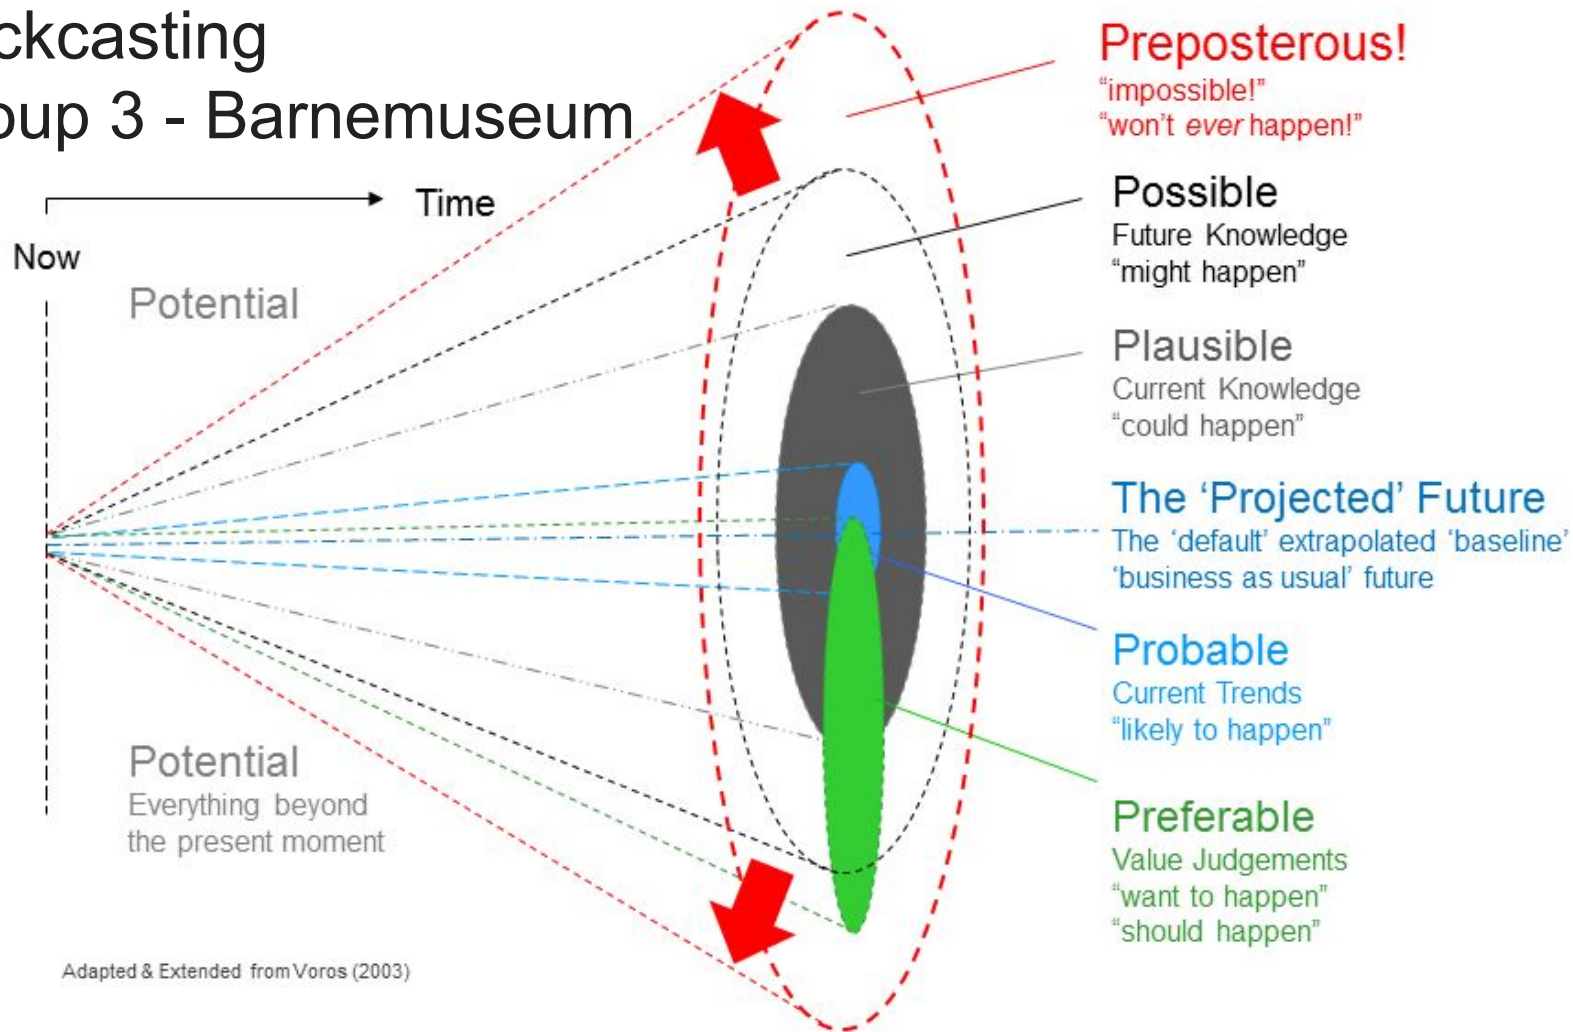 ckcasting
oup 3 - Barnemuseum
Time
Now
Potential
Potential
Everything beyond
the present moment
Adapted & Extended from Voros (2003)
Preposterous!
“impossible!”
“won’t ever happen!”
Possible
Future Knowledge
“might happen”
Plausible
Current Knowledge
“could happen”
The ‘Projected’ Future
The ‘default’ extrapolated ‘baseline’
‘business as usual’ future
Probable
Current Trends
“likely to happen”
Preferable
Value Judgements
“want to happen”
“should happen”